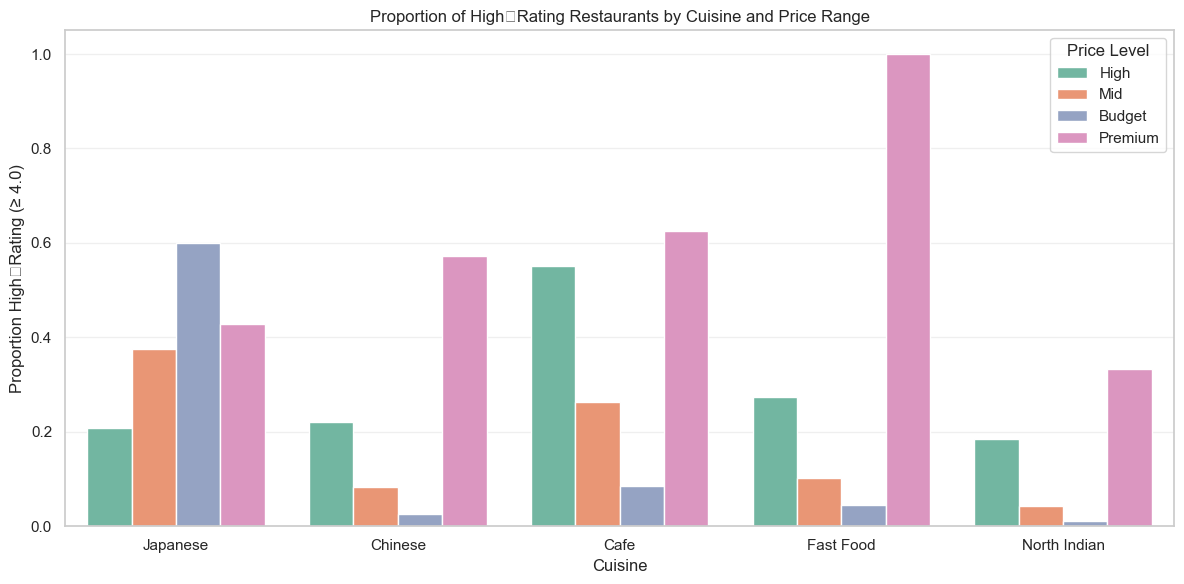 Proportion of High□Rating Restaurants by Cuisine and Price Range
Price Level
High
Mid
Budget
Premium
Proportion High□Rating (≥ 4.0)
1.0
0.8
0.6
0.4
0.2
0.0
Japanese
Chinese
Cafe
Fast Food
North Indian
Cuisine